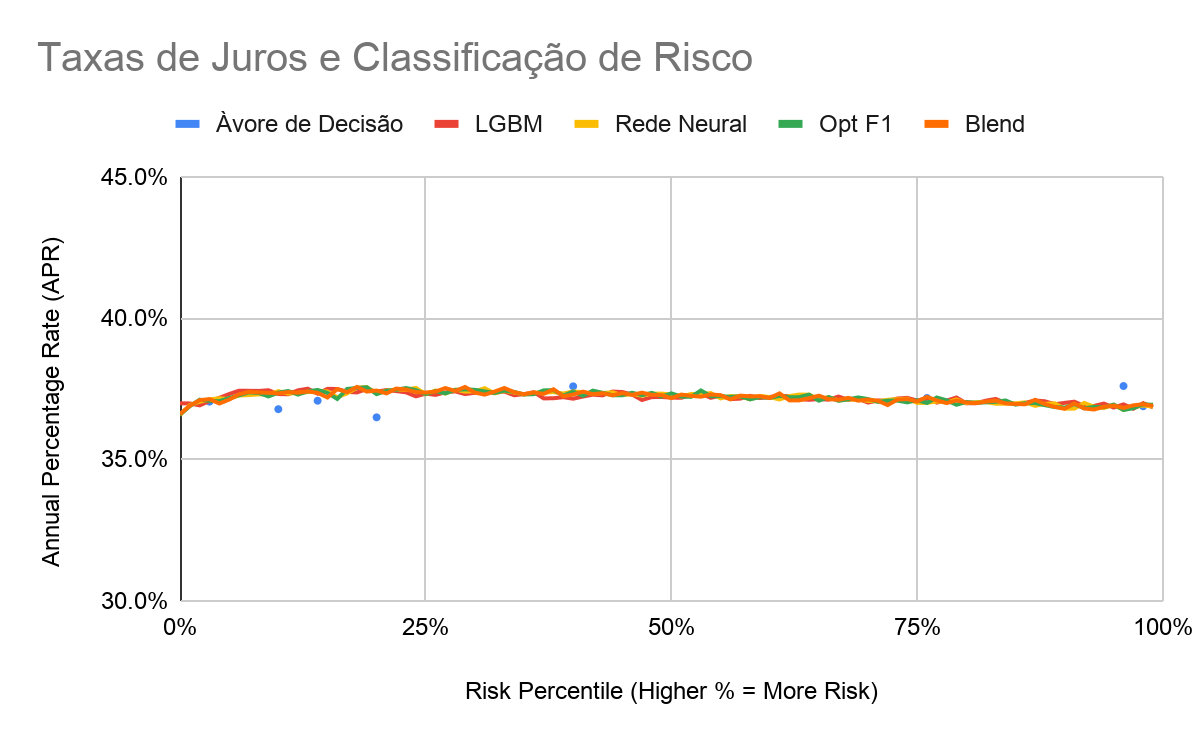 Taxas de Juros e Classificação de Risco
Àvore de Decisão
LGBM
Rede Neural
Opt F1
Blend
45.0%
40.0%
35.0%
30.0%
Annual Percentage Rate (APR)
0%
25%
50%
75%
100%
Risk Percentile (Higher % = More Risk)